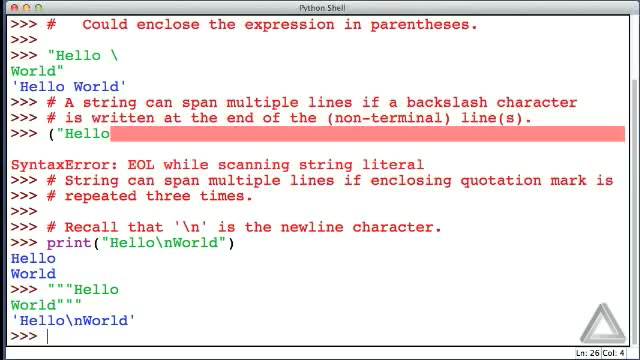 Python Shell
>>> #   Could enclose the expression in parentheses.
>>>
>>> "Hello \
World"
'Hello World'
>>> # A string can span multiple lines if a backslash character
>>> # is written at the end of the (non-terminal) line(s).
>>> ("Hello
SyntaxError: EOL while scanning string literal
>>> # String can span multiple lines if enclosing quotation mark is
>>> # repeated three times.
>>>
>>> # Recall that '\n' is the newline character.
>>> print("Hello\nWorld")
Hello
World
>>> """Hello
World"""
'Hello\nWorld'
>>>
Ln: 26 Col: 4